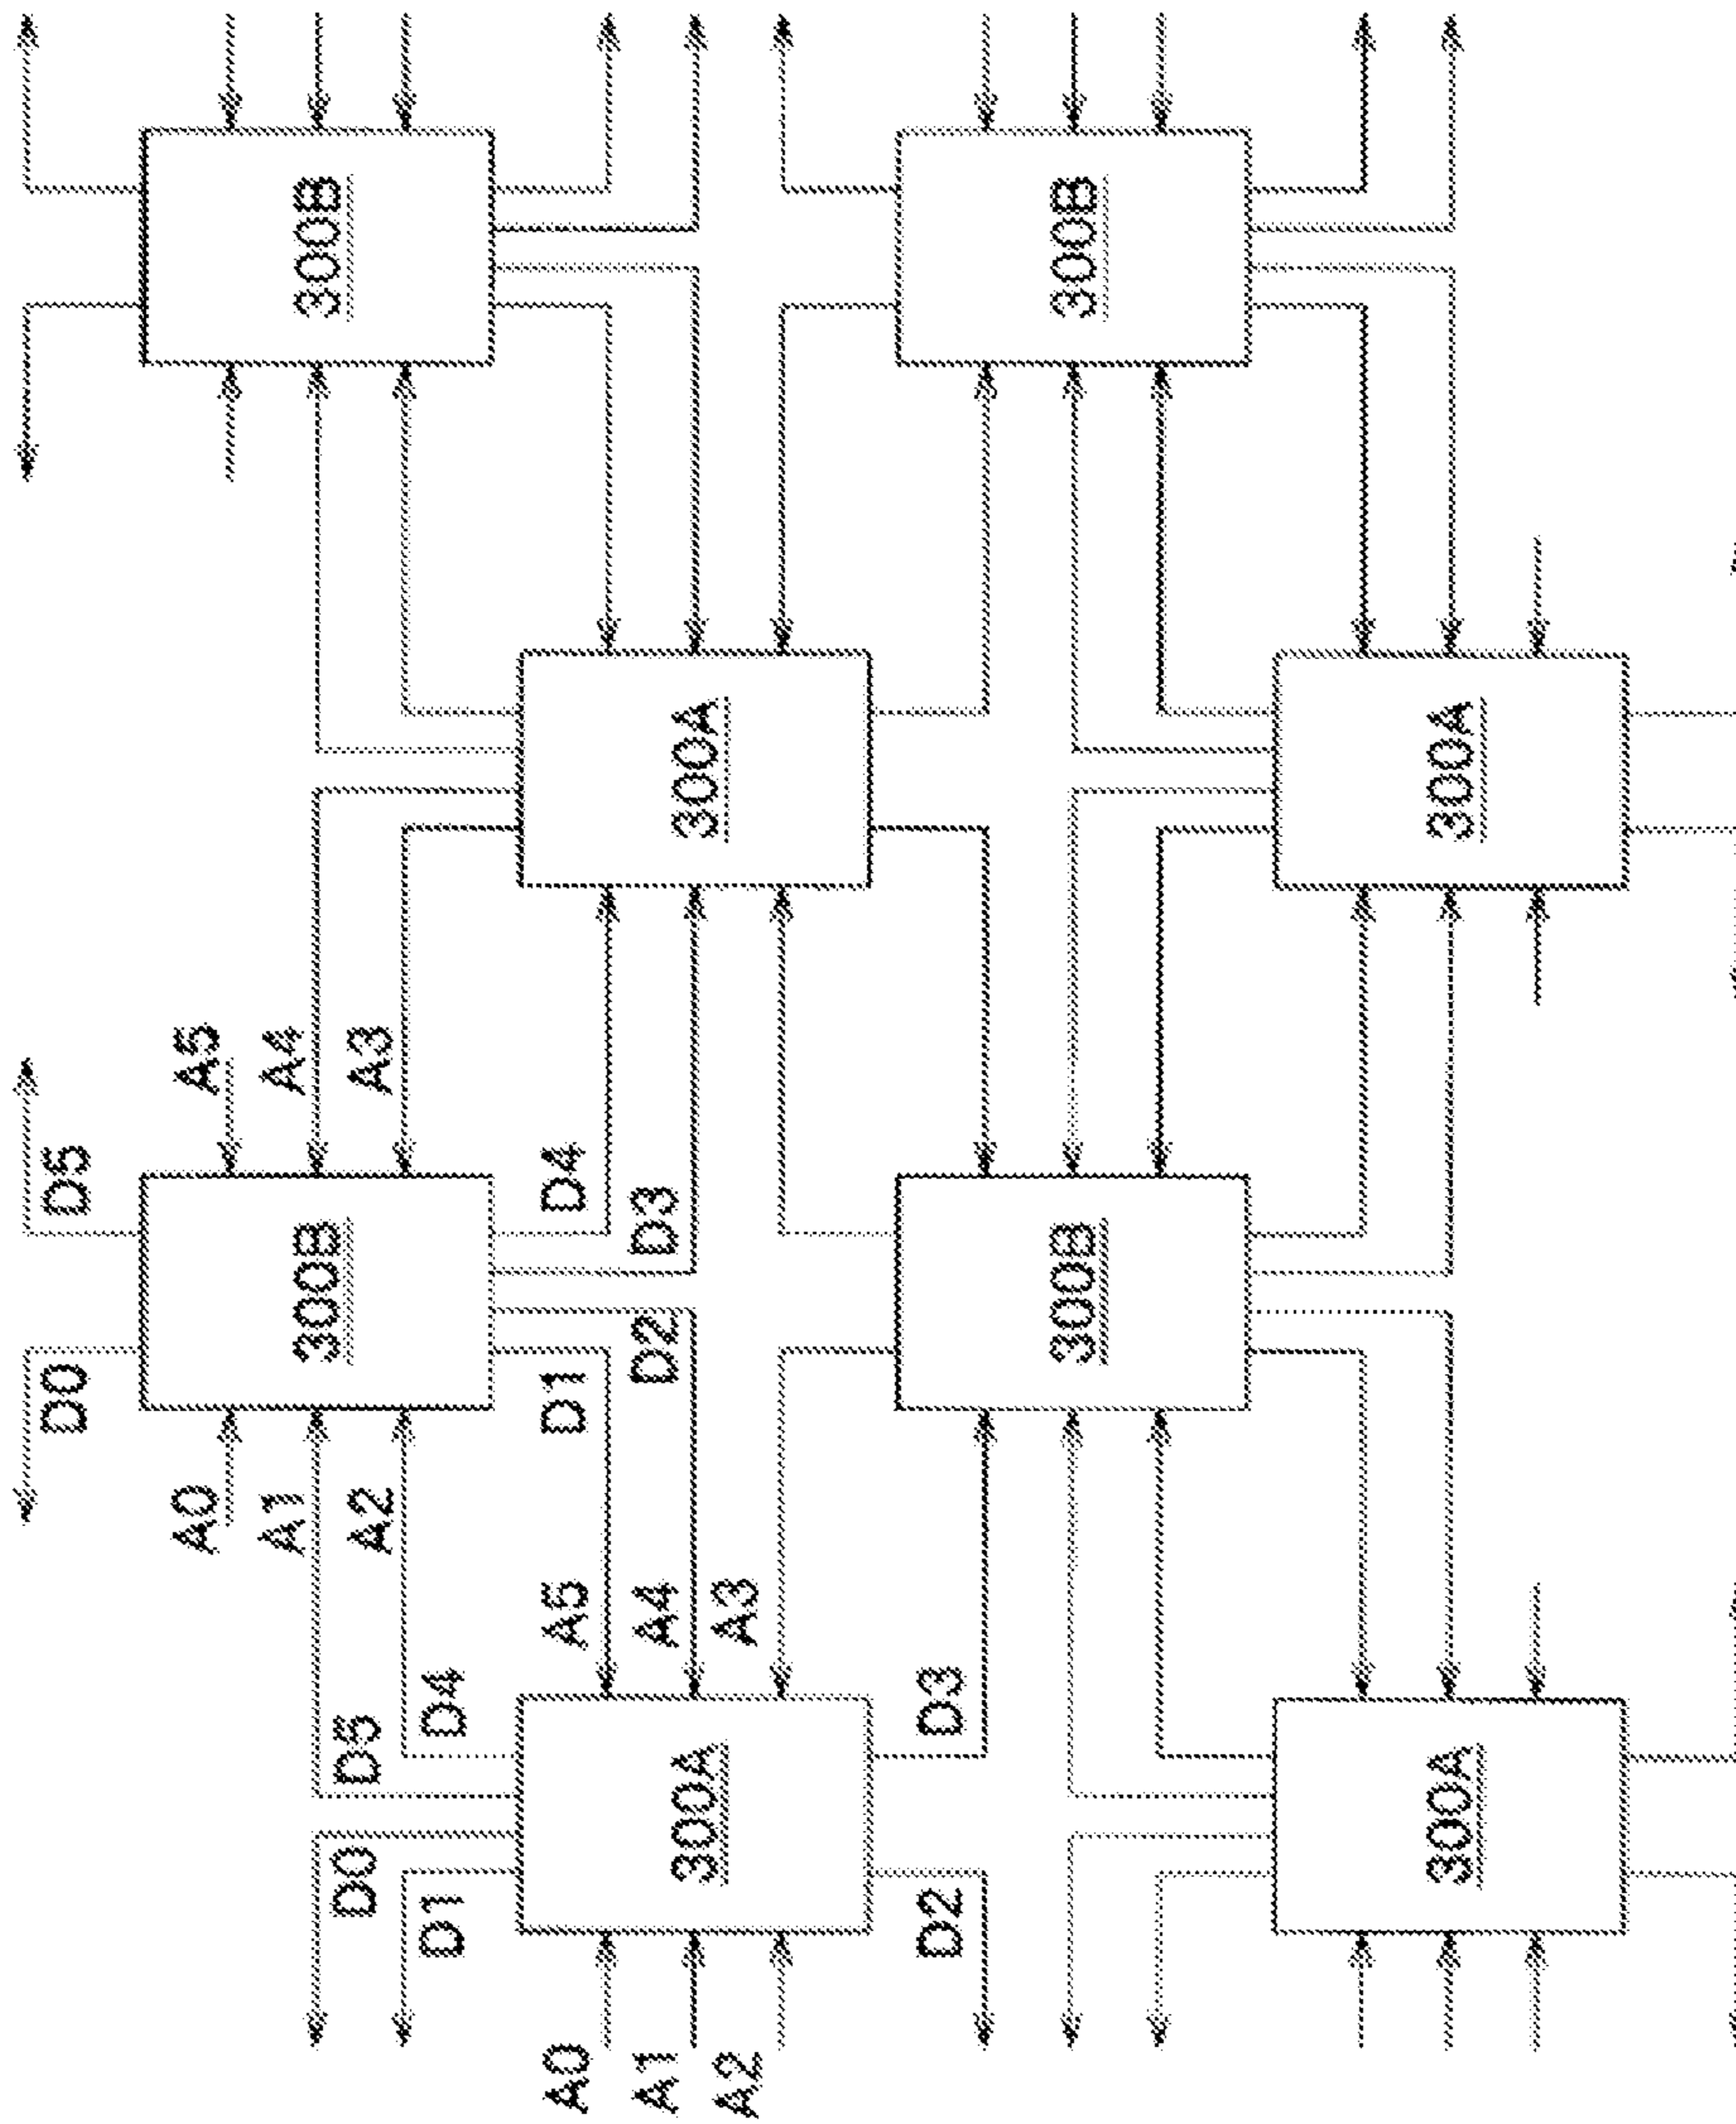 D0 D5
A0 A5
A1 A4
300B 300B
D0 D5
A2 A3
D1 D4
A0 A5 D1 D4
A1 A4 D2 D3
300A 300A
A2 A3
D2 D3
300B 300B
300A 300A